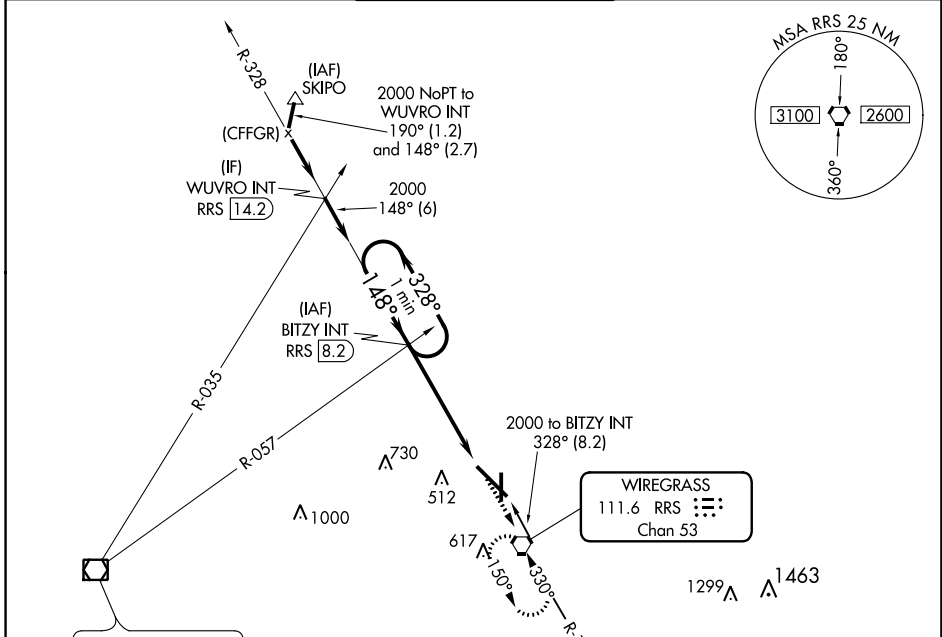 MSA RRS 25 NM
180°
3100
2600
360°
R-328
(IAF)
SKIPO
2000 NoPT to
WUVRO INT
190° (1.2)
and 148° (2.7)
(CFFGR)
x
(IF)
WUVRO INT
RRS 14.2
2000
148° (6)
328°
1 min
148°
(IAF)
BITZY INT
RRS 8.2
R-035
R-057
2000 to BITZY INT
328° (8.2)
730
512
1000
617
WIREGRASS
111.6 RRS
Chan 53
150°
330°
1299
1463